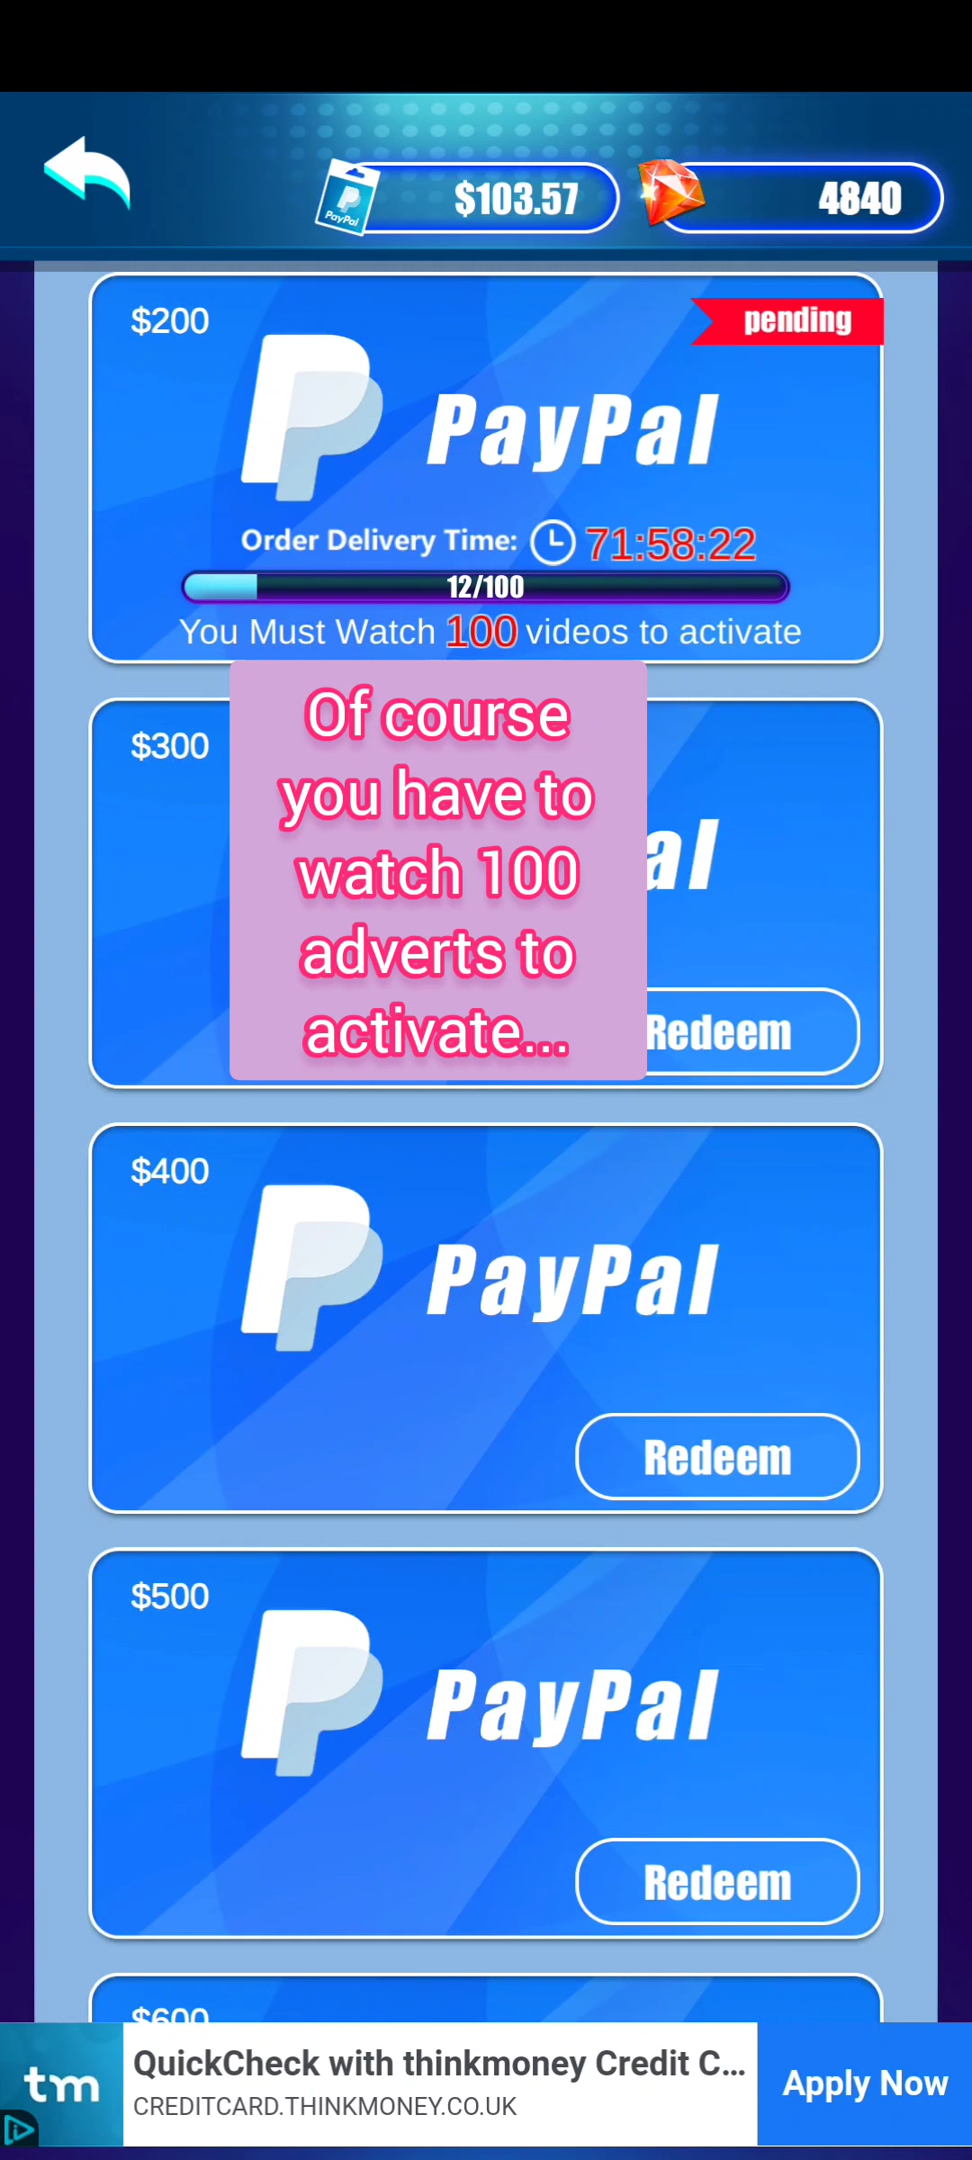 $103.57
4840
$200
pending
PayPal
PayPal
Order Delivery Time: 71:58:22
12/100
You Must Watch 100 videos to activate
$300
Of course
you have to
watch 100
adverts to
activate...
al
Redeem
$400
PayPal
Redeem
$500
PayPal
Redeem
$600
tm
QuickCheck with thinkmoney Credit C...
CREDITCARD.THINKMONEY.CO.UK
Apply Now